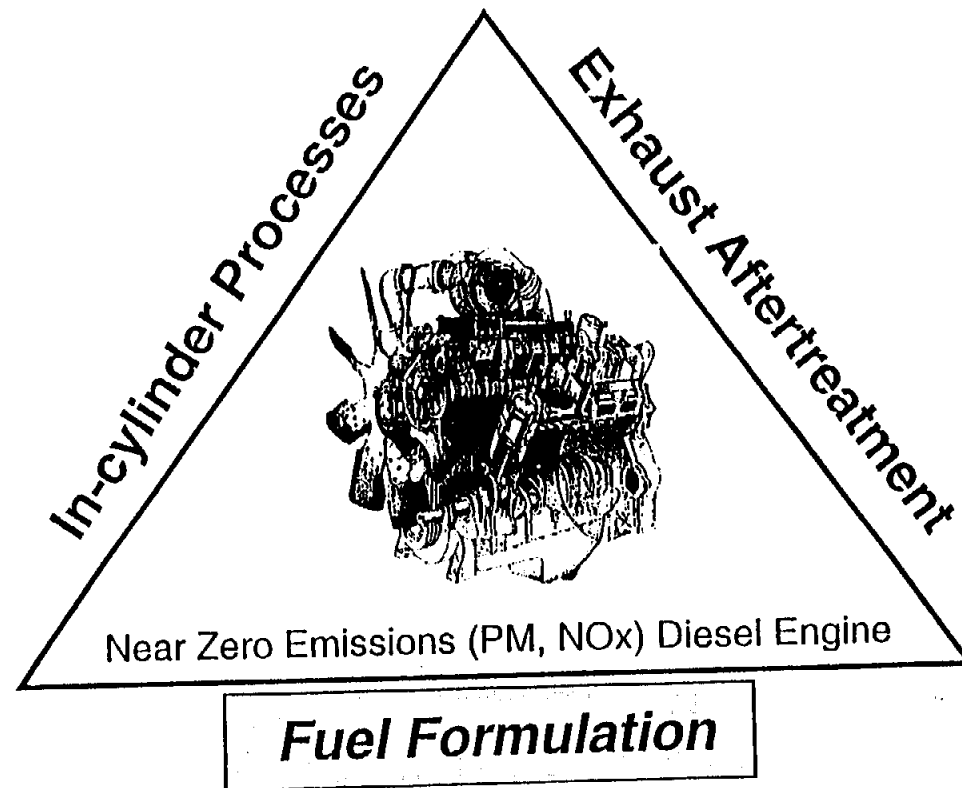 In-cylinder Processes
Exhaust Aftertreatment
Near Zero Emissions (PM, NOx) Diesel Engine
Fuel Formulation